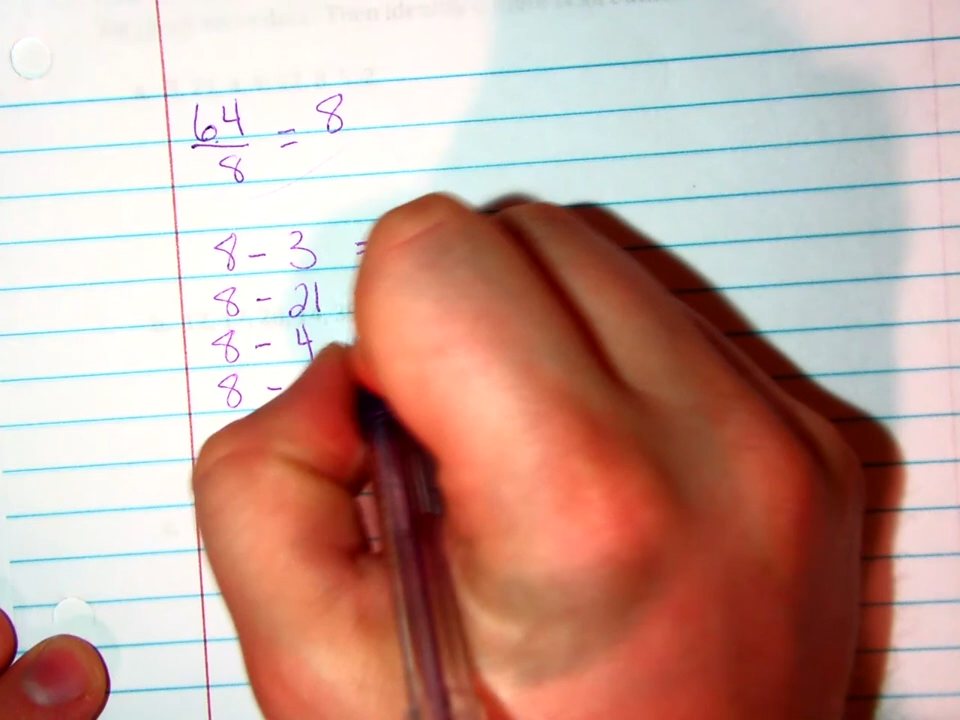 64
8
= 8
8 - 3 =
8 - 21
8 - 4
8 -